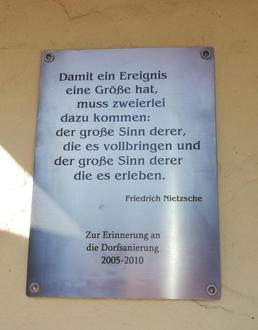 Damit ein Ereignis
eine Größe hat,
muss zweierlei
dazu kommen:
der große Sinn derer,
die es vollbringen und
der große Sinn derer
die es erleben.
Friedrich Nietzsche
Zur Erinnerung an
die Dorfsanierung
2005-2010